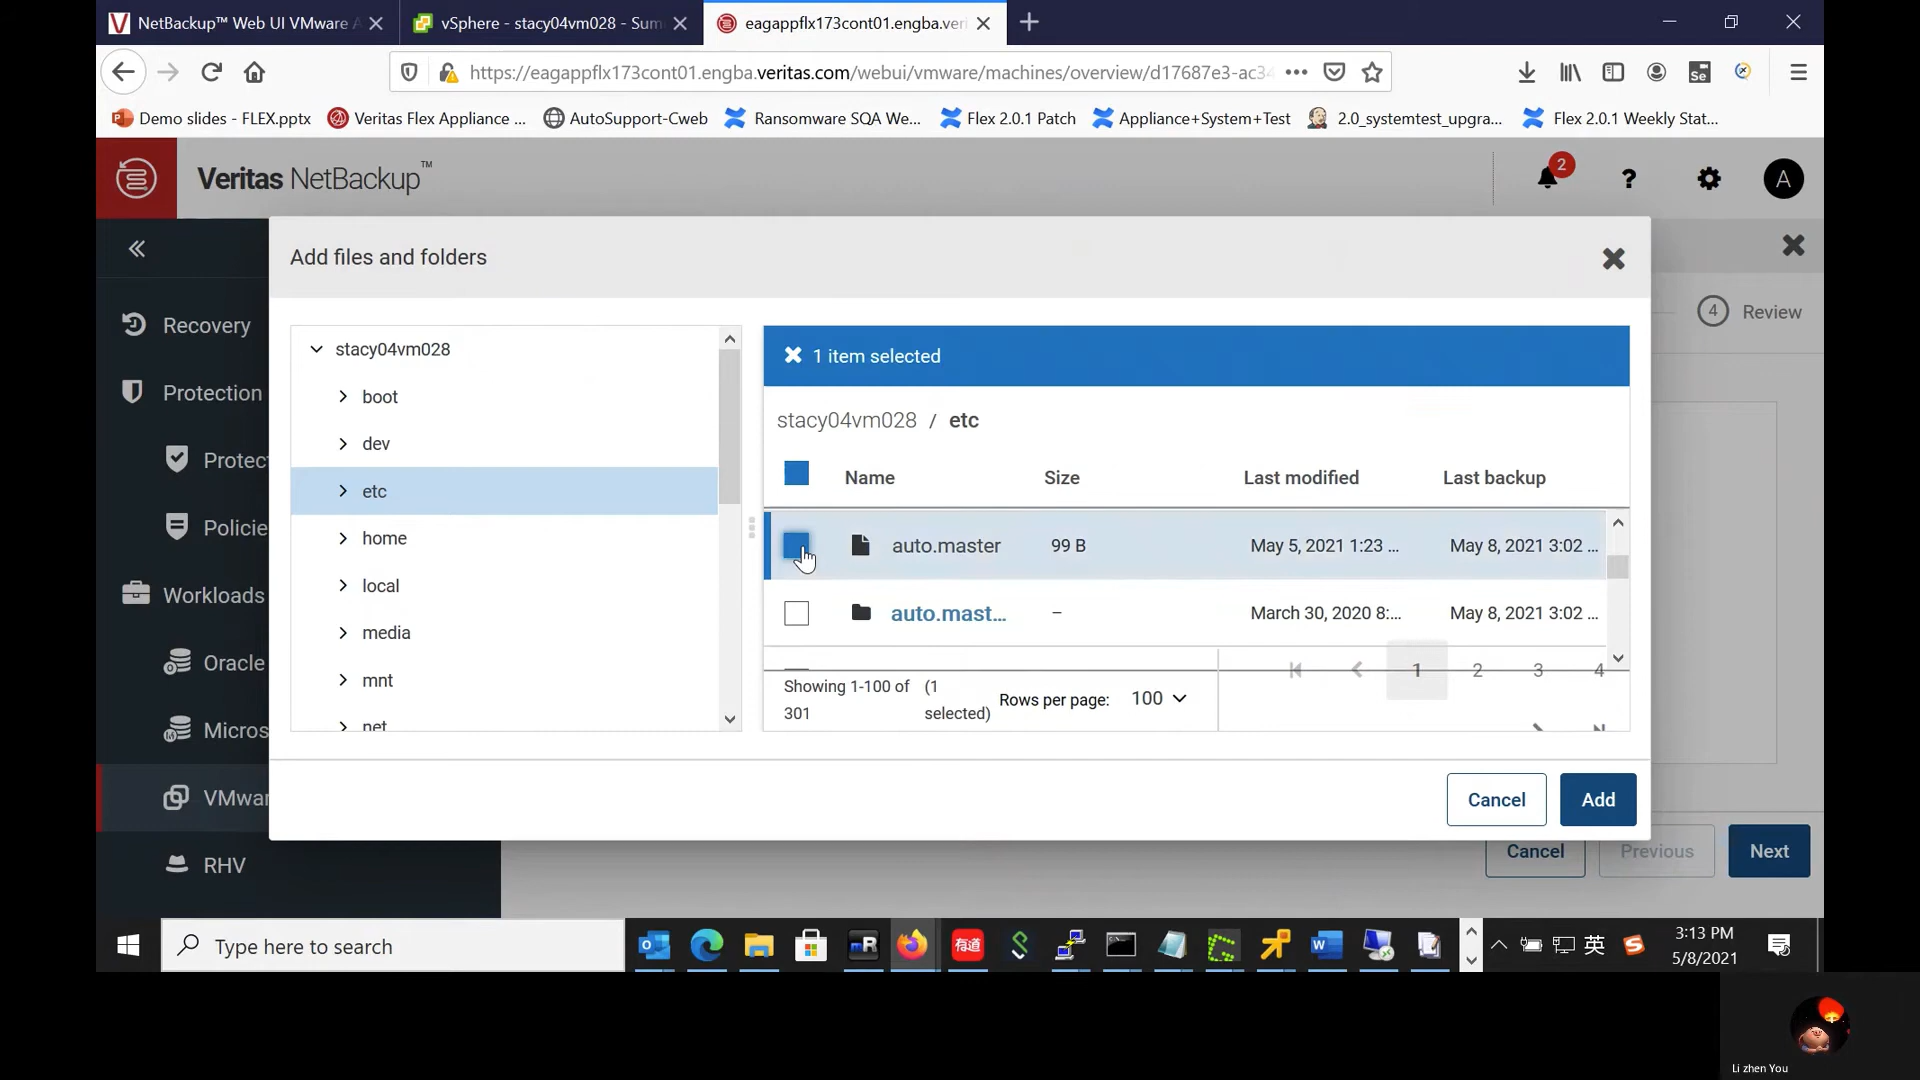 NetBackup™ Web UI VMware A
vSphere - stacy04vm028 - Sum
eagappflx173cont01.engba.veri
https://eagappflx173cont01.engba.veritas.com/webui/vmware/machines/overview/d17687e3-ac34
Demo slides - FLEX.pptx
Veritas Flex Appliance ...
AutoSupport-Cweb
Ransomware SQA We...
Flex 2.0.1 Patch
Appliance+System+Test
2.0_systemtest_upgra...
Flex 2.0.1 Weekly Stat...
Veritas NetBackup™
2
?
A
Add files and folders
Recovery
Protection
Protec
Policie
Workloads
Oracle
Micros
VMwar
RHV
4 Review
stacy04vm028
boot
dev
etc
home
local
media
mnt
net
1 item selected
stacy04vm028 / etc
Name Size Last modified Last backup
auto.master 99 B May 5, 2021 1:23 ... May 8, 2021 3:02 ...
auto.mast... – March 30, 2020 8:... May 8, 2021 3:02 ...
Showing 1-100 of 301
(1 selected)
Rows per page: 100
1 2 3 4
Cancel Add
Cancel Previous Next
Type here to search
mR
有道
Se
英
3:13 PM
5/8/2021
Li zhen You